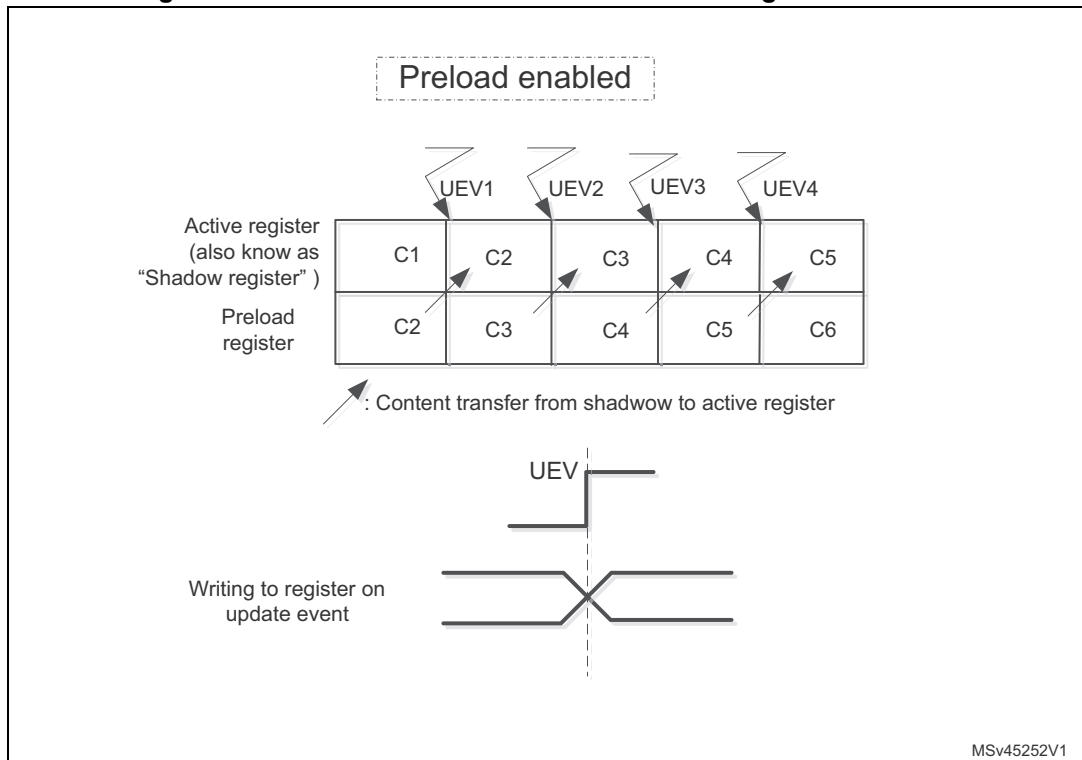 Preload enabled
UEV1 UEV2 UEV3 UEV4
Active register
(also know as
“Shadow register” )
C1 C2 C3 C4 C5
Preload
register
C2 C3 C4 C5 C6
: Content transfer from shadwow to active register
UEV
Writing to register on
update event
MSv45252V1